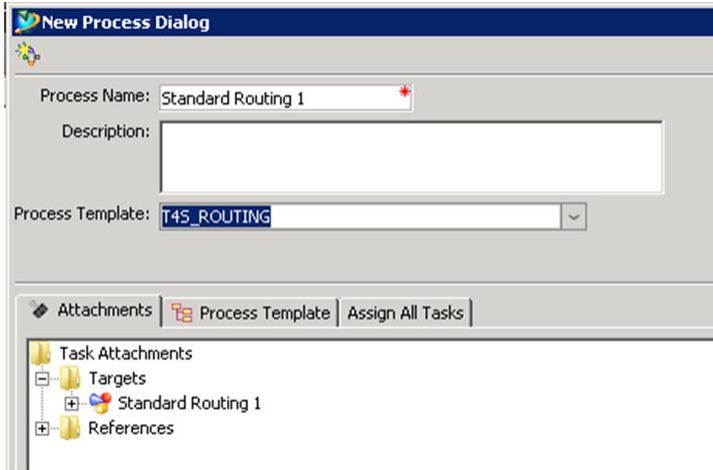 New Process Dialog
Process Name: Standard Routing 1 *
Description:
Process Template: T4S_ROUTING
Attachments Process Template Assign All Tasks
Task Attachments
Targets
Standard Routing 1
References